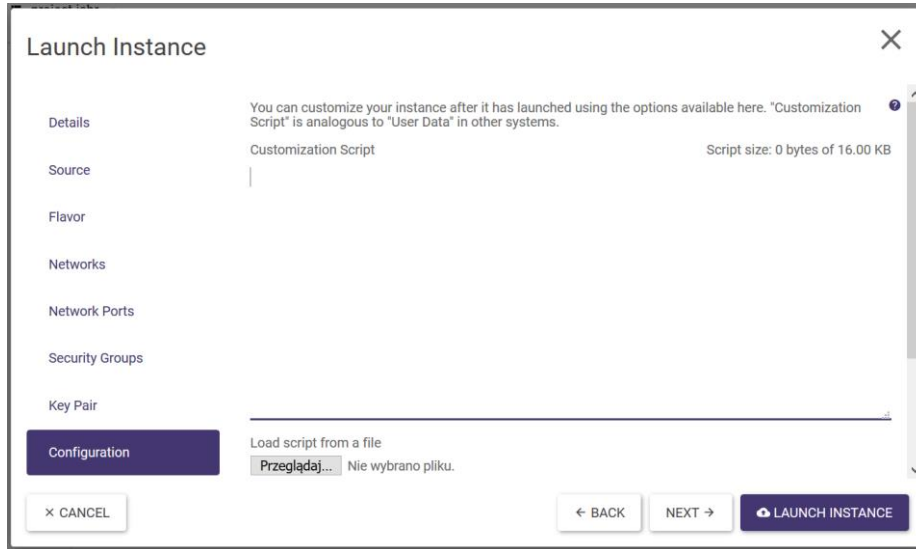 Launch Instance
Details
Source
Flavor
Networks
Network Ports
Security Groups
Key Pair
Configuration
You can customize your instance after it has launched using the options available here. "Customization
Script" is analogous to "User Data" in other systems.
Customization Script
Script size: 0 bytes of 16.00 KB
Load script from a file
Przeglądaj... Nie wybrano pliku.
× CANCEL
← BACK
NEXT →
LAUNCH INSTANCE